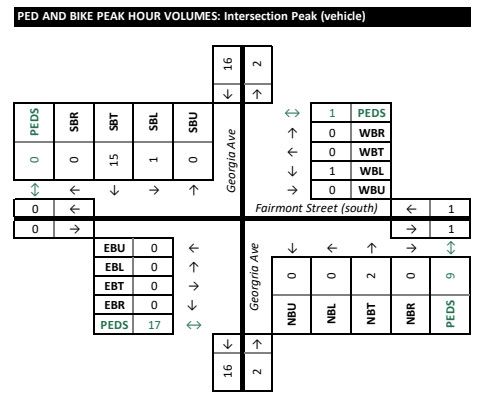 PED AND BIKE PEAK HOUR VOLUMES: Intersection Peak (vehicle)
16 2
↓ ↑
PEDS SBR SBT SBL SBU
0 0 15 1 0
↕ ← ↓ → ↑
Georgia Ave
↔ 1 PEDS
↑ 0 WBR
← 0 WBT
↓ 1 WBL
→ 0 WBU
0 ←
Fairmont Street (south)
← 1
0 →
→ 1
EBU 0 ←
EBL 0 ↑
EBT 0 →
EBR 0 ↓
PEDS 17 ↔
Georgria Ave
↓ ← ↑ → ↕
0 0 2 0 9
NBU NBL NBT NBR PEDS
↓ ↑
16 2